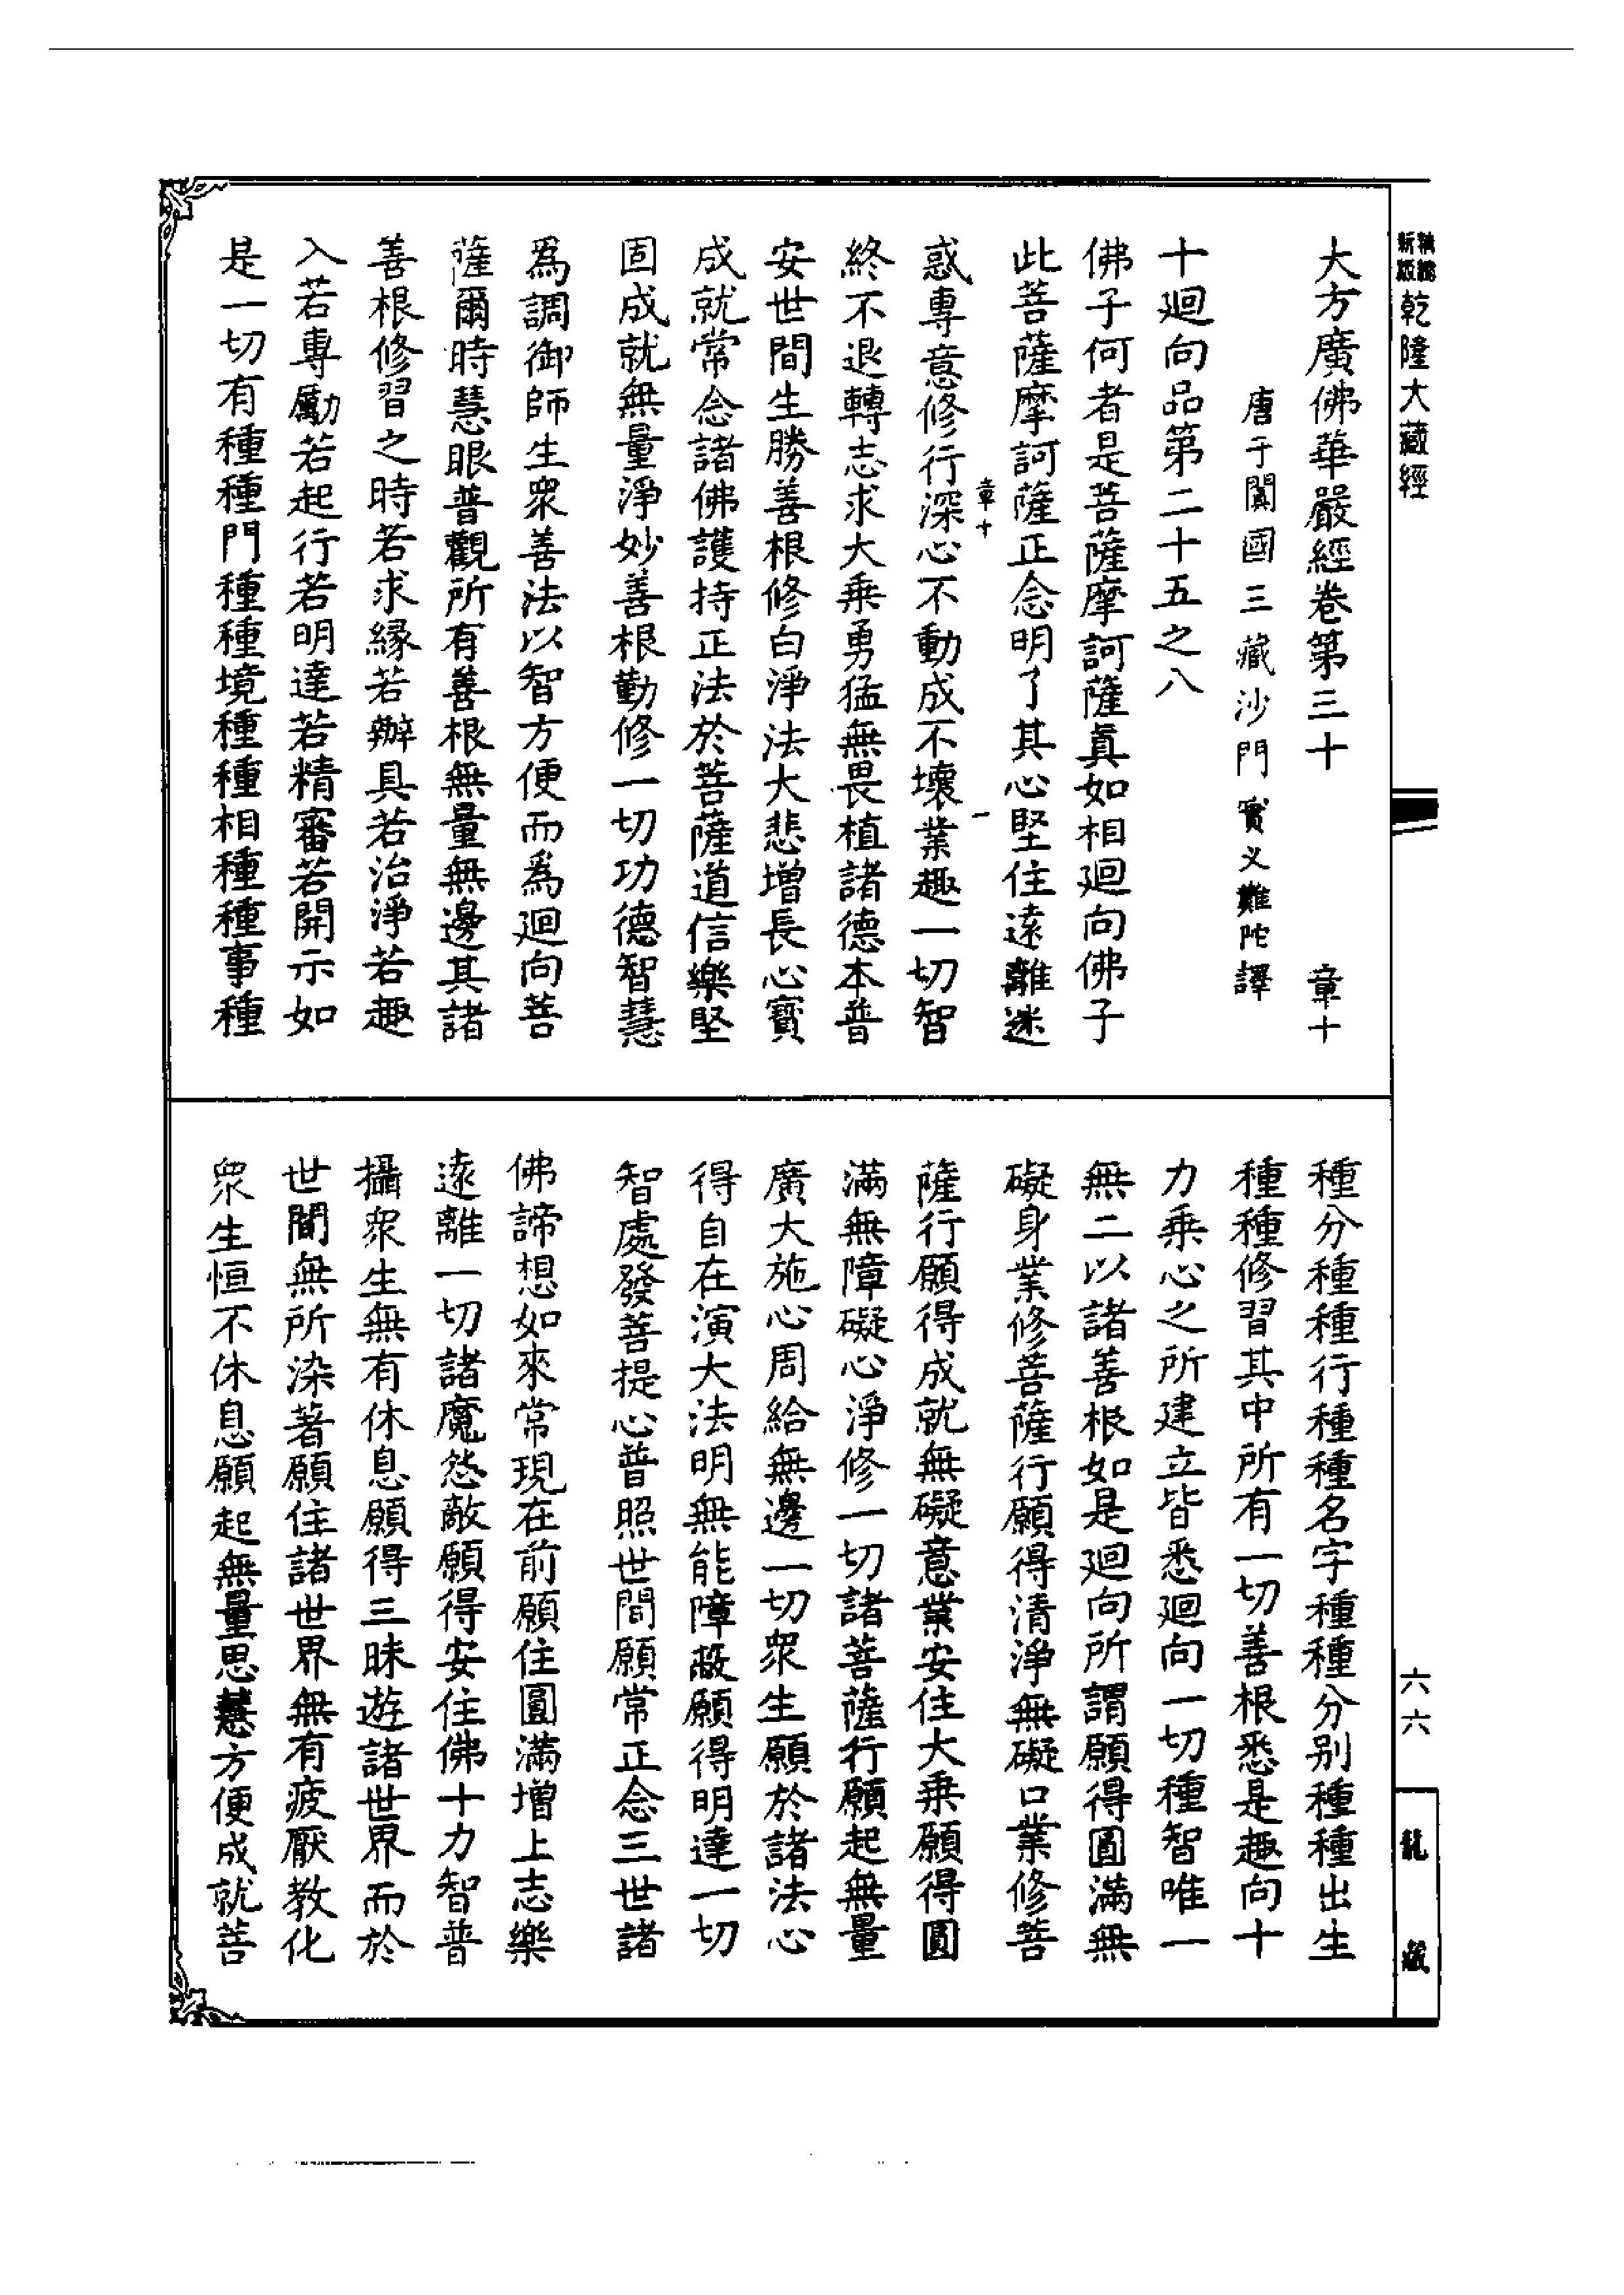 新版精縮乾隆大藏經
大方廣佛華嚴經卷第三十 章十
唐于闐國三藏沙門實叉難陀譯
十廻向品第二十五之八
佛子何者是菩薩摩訶薩眞如相廻向佛子
此菩薩摩訶薩正念明了其心堅住遠離迷
章十 一
惑專意修行深心不動成不壞業趣一切智
終不退轉志求大乗勇猛無畏植諸德本普
安世間生勝善根修白淨法大悲增長心寶
成就常念諸佛護持正法於菩薩道信樂堅
固成就無量淨妙善根勤修一切功德智慧
爲調御師生衆善法以智方便而爲廻向菩
薩爾時慧眼普觀所有善根無量無邊其諸
善根修習之時若求緣若辦具若治淨若趣
入若專勵若起行若明達若精審若開示如
是一切有種種門種種境種種相種種事種
種分種種行種種名字種種分別種種出生
種種修習其中所有一切善根悉是趣向十
力乗心之所建立皆悉廻向一切種智唯一
無二以諸善根如是廻向所謂願得圓滿無
礙身業修菩薩行願得清淨無礙口業修菩
薩行願得成就無礙意業安住大乗願得圓
滿無障礙心淨修一切諸菩薩行願起無量
廣大施心周給無邊一切衆生願於諸法心
得自在演大法明無能障蔽願得明達一切
智處發菩提心普照世間願常正念三世諸
佛諦想如來常現在前願住圓滿增上志樂
遠離一切諸魔怨敵願得安住佛十力智普
攝衆生無有休息願得三昧遊諸世界而於
世間無所染著願住諸世界無有疲厭教化
衆生恒不休息願起無量思慧方便成就菩
六六
龍藏